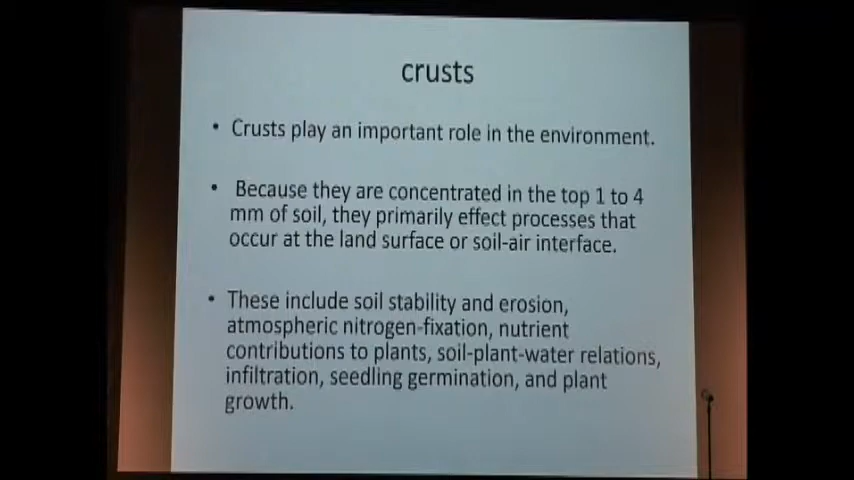 crusts
• Crusts play an important role in the environment.
• Because they are concentrated in the top 1 to 4
mm of soil, they primarily effect processes that
occur at the land surface or soil-air interface.
• These include soil stability and erosion,
atmospheric nitrogen-fixation, nutrient
contributions to plants, soil-plant-water relations,
infiltration, seedling germination, and plant
growth.